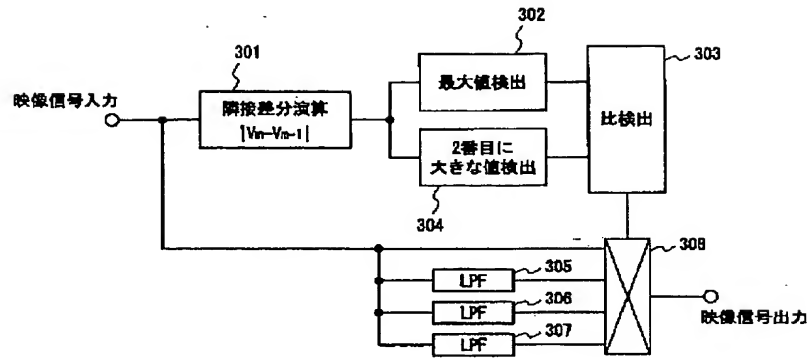 302
303
301
最大値検出
比検出
映像信号入力
隣接差分演算
|Vm-Vm-1|
2番目に
大きな値検出
304
308
LPF
305
LPF
306
LPF
307
映像信号出力